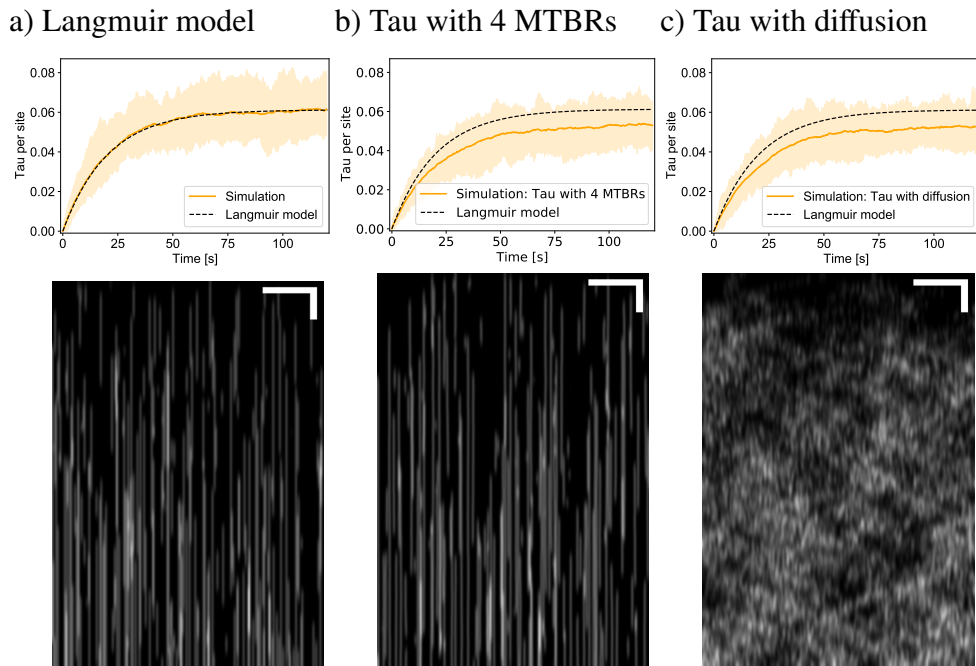 a) Langmuir model
b) Tau with 4 MTBRs
c) Tau with diffusion
Tau per site
0.08
0.06
0.04
0.02
0.00
Simulation
Langmuir model
0
25
50
75
100
Time [s]
Tau per site
0.08
0.06
0.04
0.02
0.00
Simulation: Tau with 4 MTBRs
Langmuir model
0
25
50
75
100
Time [s]
Tau per site
0.08
0.06
0.04
0.02
0.00
Simulation: Tau with diffusion
Langmuir model
0
25
50
75
100
Time [s]